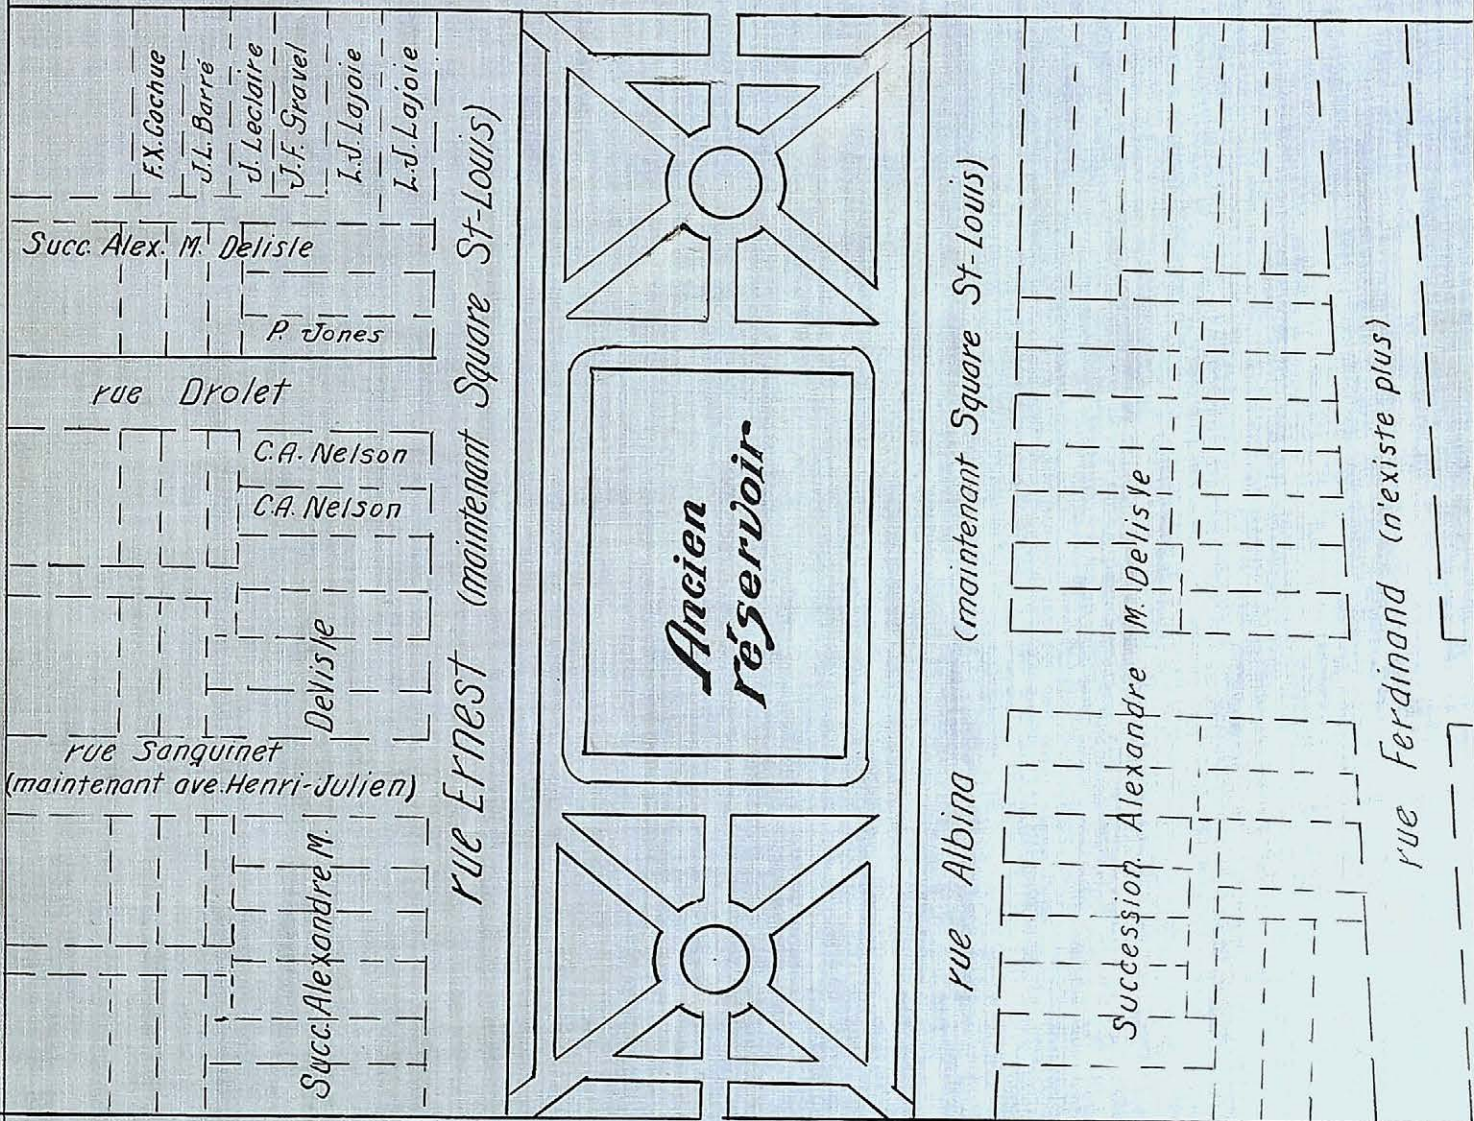 F.X. Cochue
J.L. Barré
J. Leclaire
J.F. Gravel
L.J. Lajoie
L.J. Lajoie
Succ. Alex. M. Delisle
P. Jones
rue Drolet
C.A. Nelson
C.A. Nelson
Succ. Alexandre M. Delisle
rue Sanguinet
(maintenant ave. Henri-Julien)
rue Ernest (maintenant Square St-Louis)
Ancien
réservoir
rue Albina (maintenant Square St-Louis)
Succession Alexandre M. Delisle
rue Ferdinand (n'existe plus)